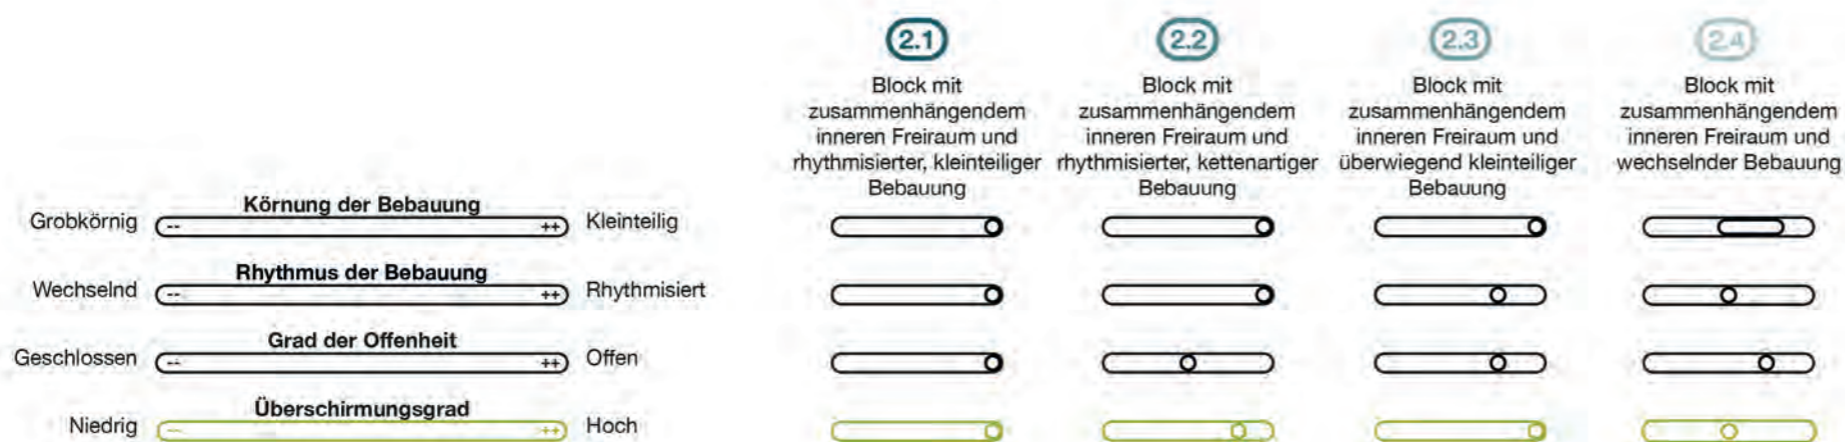 2.1
2.2
2.3
2.4
Block mit
zusammenhängendem
inneren Freiraum und
rhythmisierter, kleinteiliger
Bebauung
Block mit
zusammenhängendem
inneren Freiraum und
rhythmisierter, kettenartiger
Bebauung
Block mit
zusammenhängendem
inneren Freiraum und
überwiegend kleinteiliger
Bebauung
Block mit
zusammenhängendem
inneren Freiraum und
wechselnder Bebauung
Körnung der Bebauung
Grobkörnig -- ++ Kleinteilig
Rhythmus der Bebauung
Wechselnd -- ++ Rhythmisiert
Grad der Offenheit
Geschlossen -- ++ Offen
Überschirmungsgrad
Niedrig -- ++ Hoch